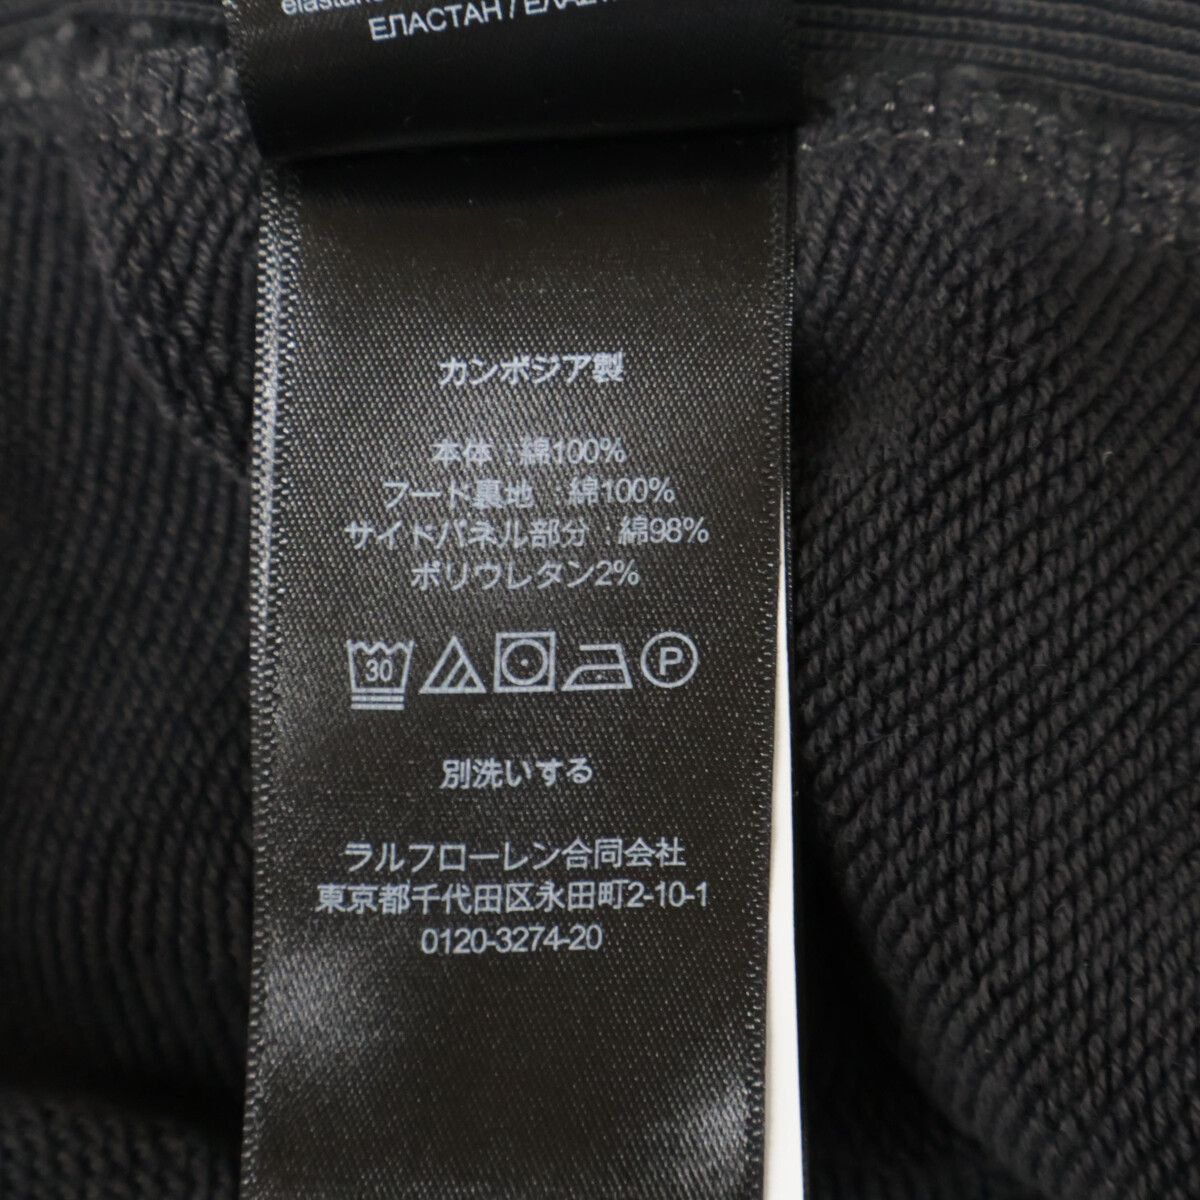 ΕЛАСТАН
カンボジア製
本体 : 綿100%
フード裏地 : 綿100%
サイドパネル部分 : 綿98%
ポリウレタン2%
30
P
別洗いする
ラルフローレン合同会社
東京都千代田区永田町2-10-1
0120-3274-20